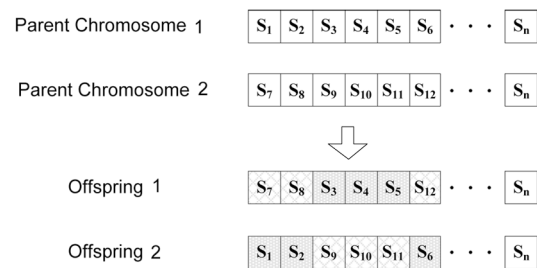 Parent Chromosome 1 S1 S2 S3 S4 S5 S6 · · · Sn
Parent Chromosome 2 S7 S8 S9 S10 S11 S12 · · · Sn
Offspring 1 S7 S8 S3 S4 S5 S12 · · · Sn
Offspring 2 S1 S2 S9 S10 S11 S6 · · · Sn